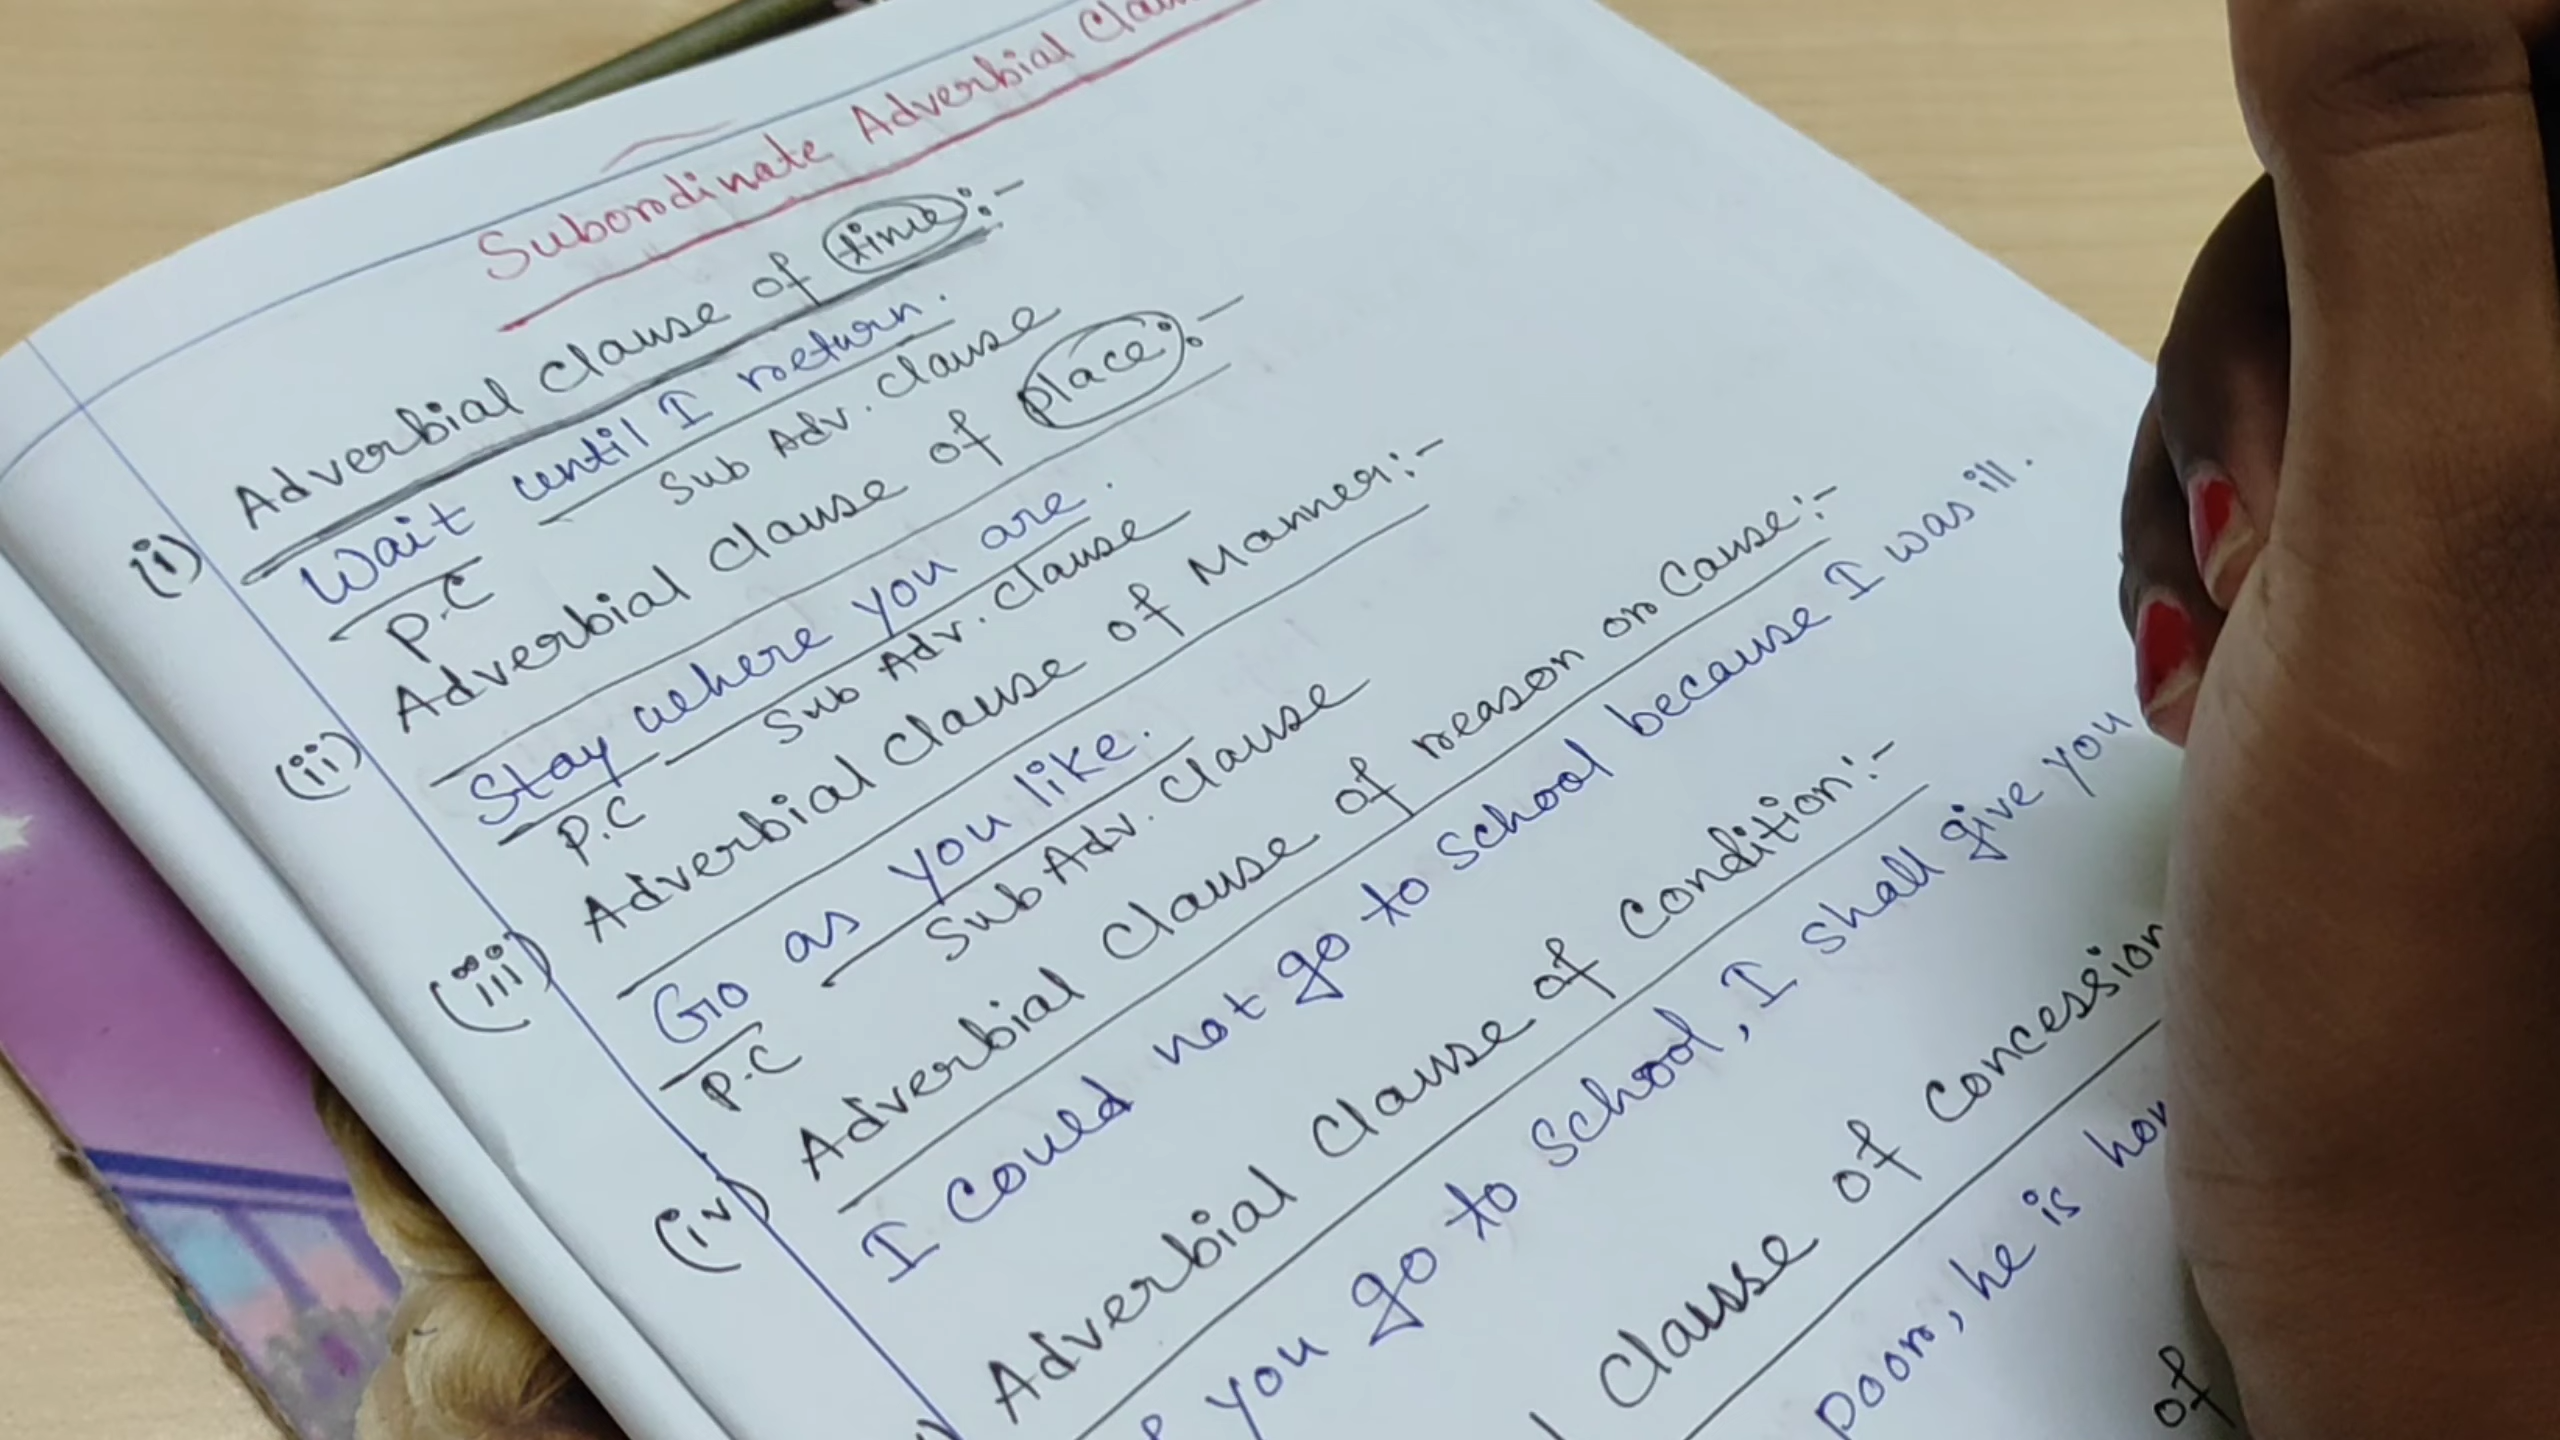 Subordinate Adverbial
(i) Adverbial clause of time:-
Wait until I return.
P.C Sub Adv. clause
(ii) Adverbial clause of place:-
Stay where you are.
P.C Sub Adv. clause
(iii) Adverbial clause of Manner:-
Go as you like.
P.C Sub Adv. clause
(iv) Adverbial clause of reason or Cause:-
I could not go to school because I was ill.
Adverbial clause of Condition:-
you go to school, I shall give you
clause of Concession
poor, he is
of